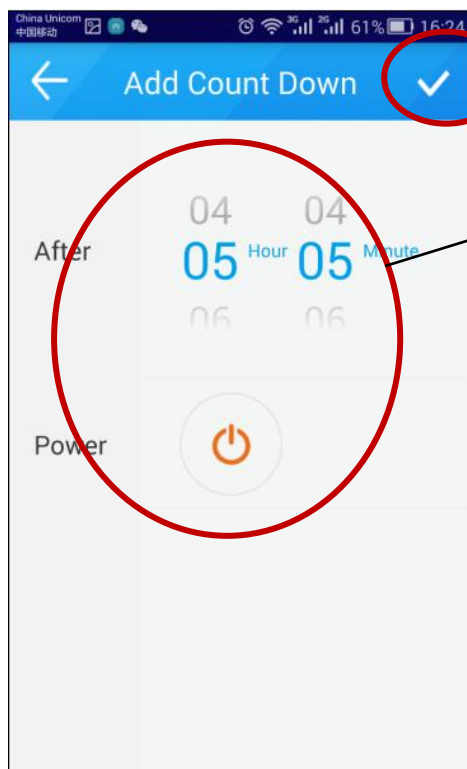 China Unicom
中国移动
3G 2G 61% 16:24
Add Count Down
04 04
After 05 Hour 05 Minute
06 06
Power